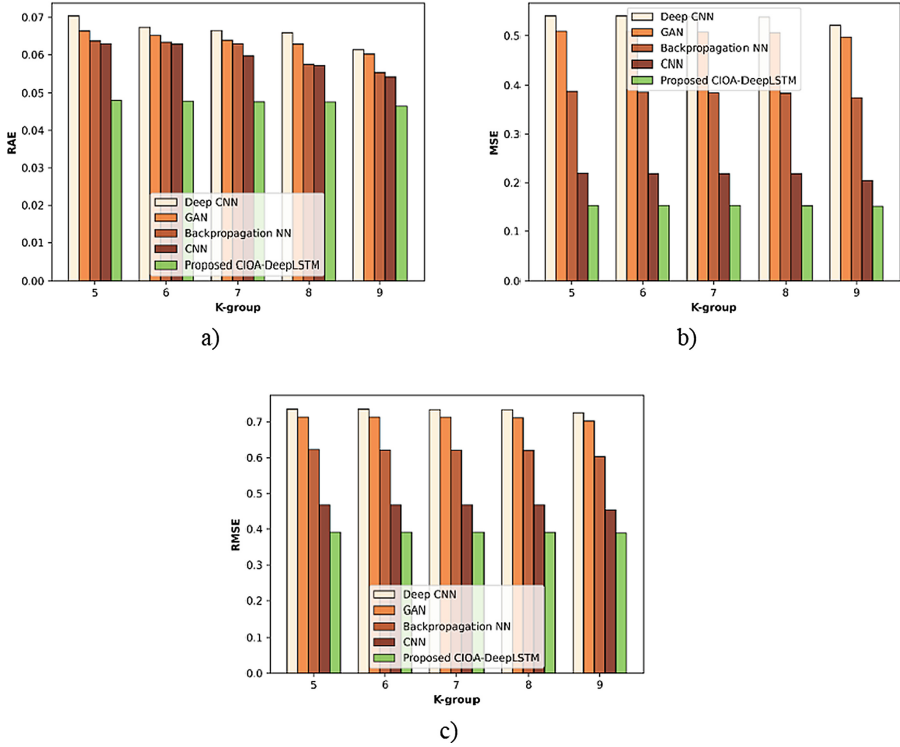 0.07
0.06
0.05
0.04
0.03
0.02
0.01
0.00
RAE
Deep CNN
GAN
Backpropagation NN
CNN
Proposed CIOA-DeepLSTM
5 6 7 8 9
K-group
a)
0.5
0.4
0.3
0.2
0.1
0.0
MSE
Deep CNN
GAN
Backpropagation NN
CNN
Proposed CIOA-DeepLSTM
5 6 7 8 9
K-group
b)
0.7
0.6
0.5
0.4
0.3
0.2
0.1
0.0
RMSE
Deep CNN
GAN
Backpropagation NN
CNN
Proposed CIOA-DeepLSTM
5 6 7 8 9
K-group
c)